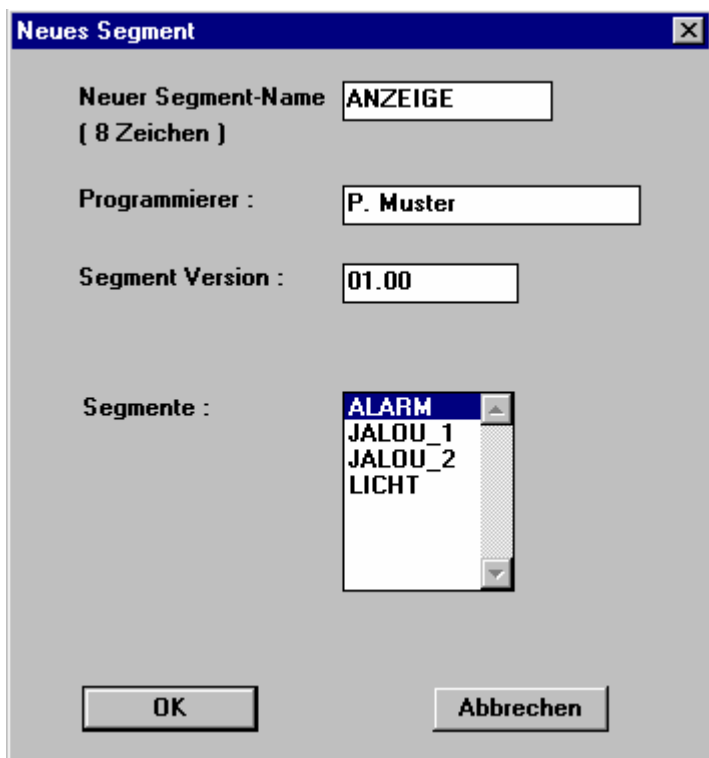 Neues Segment
Neuer Segment-Name
( 8 Zeichen )
ANZEIGE
Programmierer :
P. Muster
Segment Version :
01.00
Segmente :
ALARM
JALOU_1
JALOU_2
LICHT
OK
Abbrechen